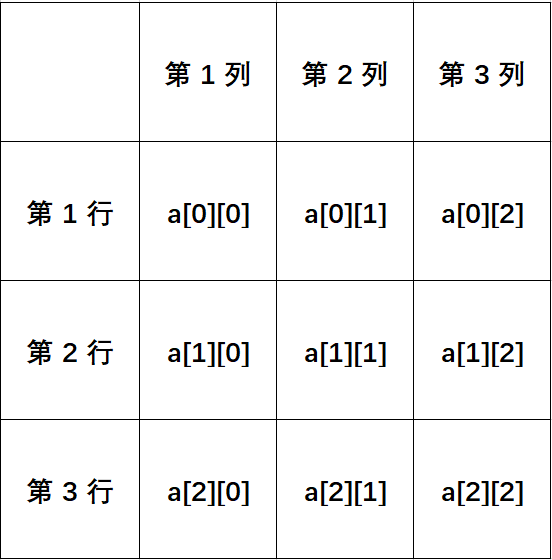 第 1 列 第 2 列 第 3 列
第 1 行 a[0][0] a[0][1] a[0][2]
第 2 行 a[1][0] a[1][1] a[1][2]
第 3 行 a[2][0] a[2][1] a[2][2]